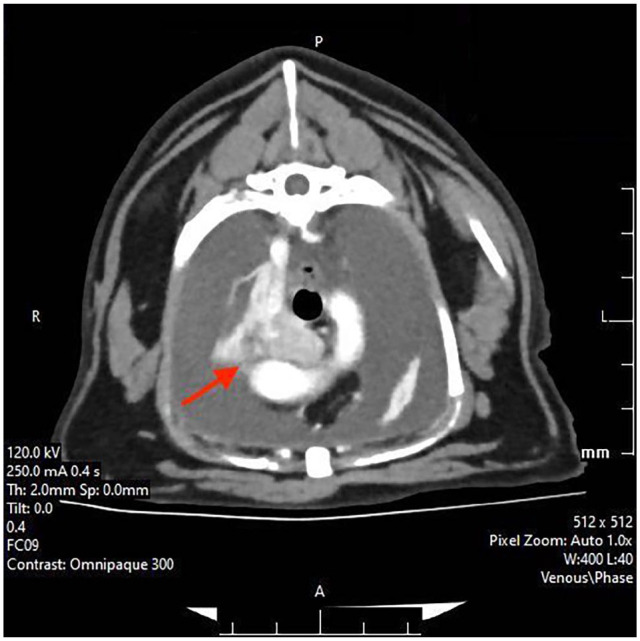 P
R
L
120.0 kV
250.0 mA 0.4 s
Th: 2.0mm Sp: 0.0mm
Tilt: 0.0
0.4
FC09
Contrast: Omnipaque 300
mm
512 x 512
Pixel Zoom: Auto 1.0x
W:400 L:40
Venous\Phase
A